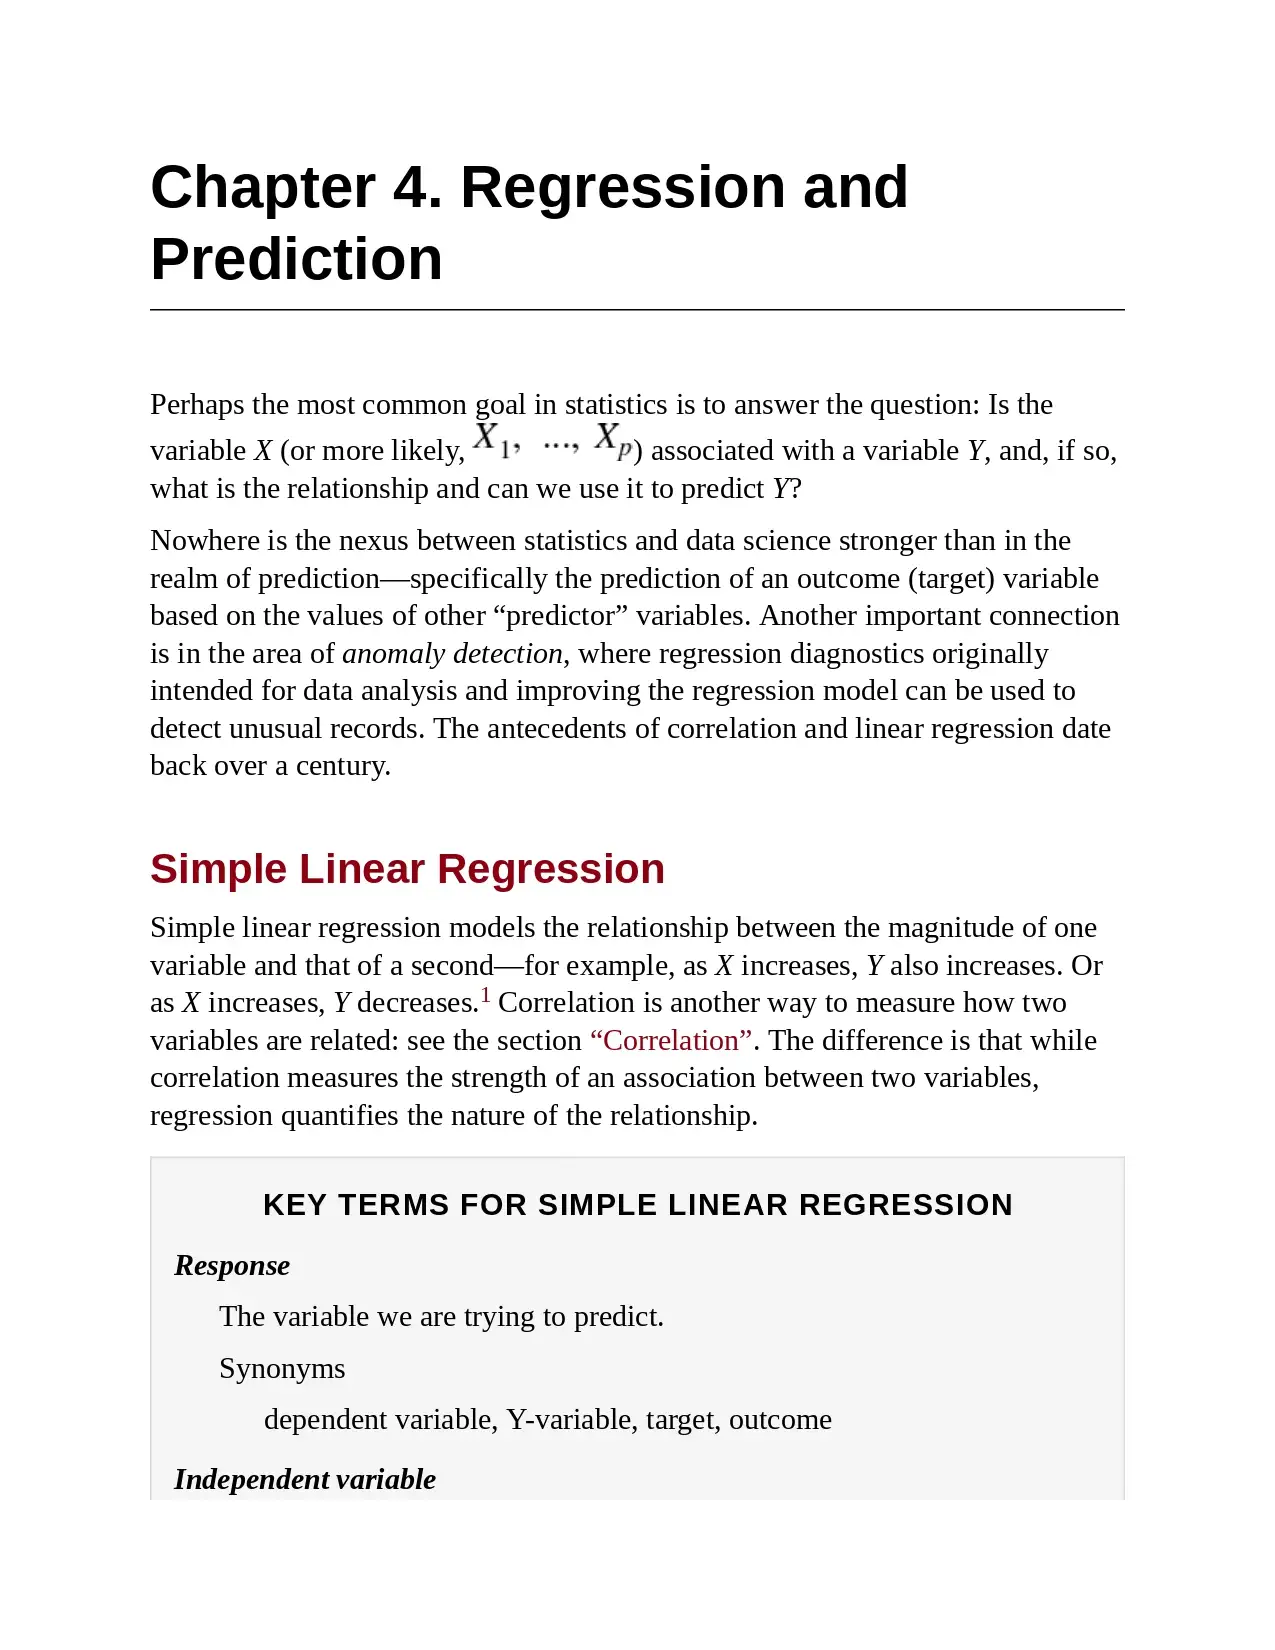 Chapter 4. Regression and
Prediction
Perhaps the most common goal in statistics is to answer the question: Is the
variable X (or more likely, X1, ..., Xp) associated with a variable Y, and, if so,
what is the relationship and can we use it to predict Y?
Nowhere is the nexus between statistics and data science stronger than in the
realm of prediction—specifically the prediction of an outcome (target) variable
based on the values of other “predictor” variables. Another important connection
is in the area of anomaly detection, where regression diagnostics originally
intended for data analysis and improving the regression model can be used to
detect unusual records. The antecedents of correlation and linear regression date
back over a century.
Simple Linear Regression
Simple linear regression models the relationship between the magnitude of one
variable and that of a second—for example, as X increases, Y also increases. Or
as X increases, Y decreases.1 Correlation is another way to measure how two
variables are related: see the section “Correlation”. The difference is that while
correlation measures the strength of an association between two variables,
regression quantifies the nature of the relationship.
KEY TERMS FOR SIMPLE LINEAR REGRESSION
Response
The variable we are trying to predict.
Synonyms
dependent variable, Y-variable, target, outcome
Independent variable